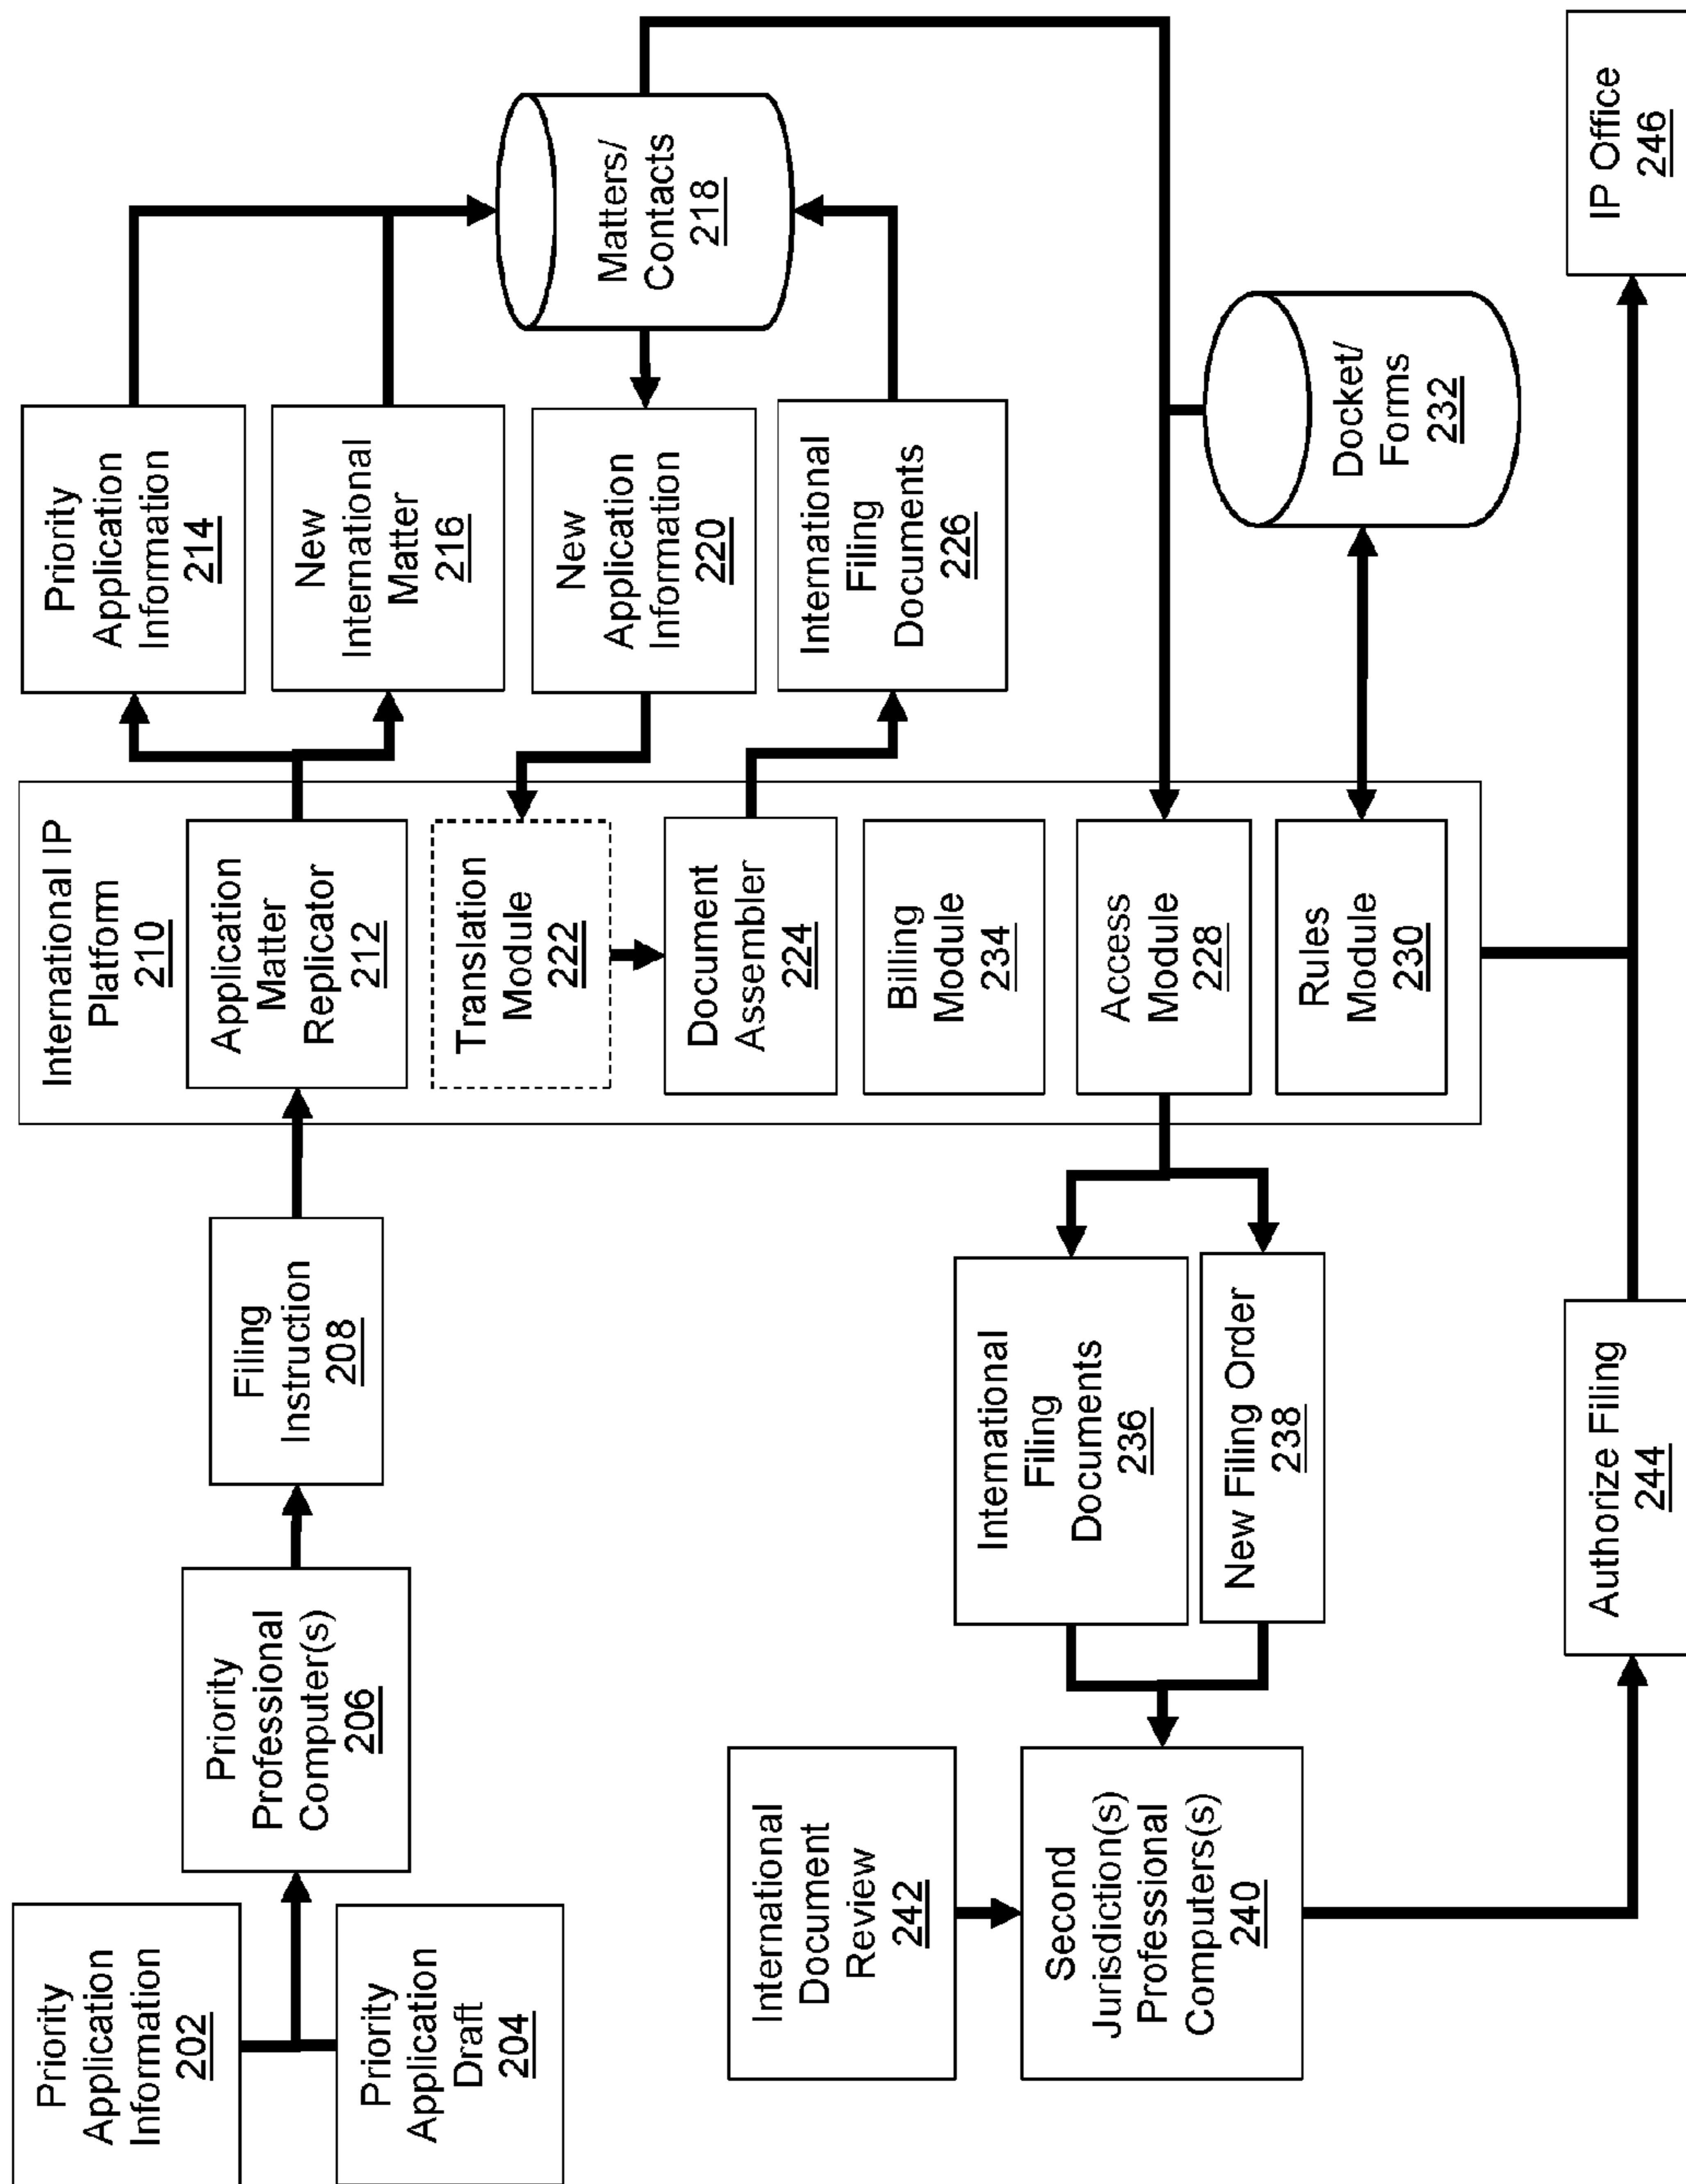 Priority
Application
Information
202
Priority
Application
Draft
204
Priority
Professional
Computer(s)
206
Filing
Instruction
208
International IP
Platform
210
Application
Matter
Replicator
212
Priority
Application
Information
214
New
International
Matter
216
Matters/
Contacts
218
New
Application
Information
220
Translation
Module
222
Document
Assembler
224
International
Filing
Documents
226
Billing
Module
234
Access
Module
228
Rules
Module
230
Docket/
Forms
232
International
Filing
Documents
236
New Filing Order
238
International
Document
Review
242
Second
Jurisdiction(s)
Professional
Computers(s)
240
Authorize Filing
244
IP Office
246